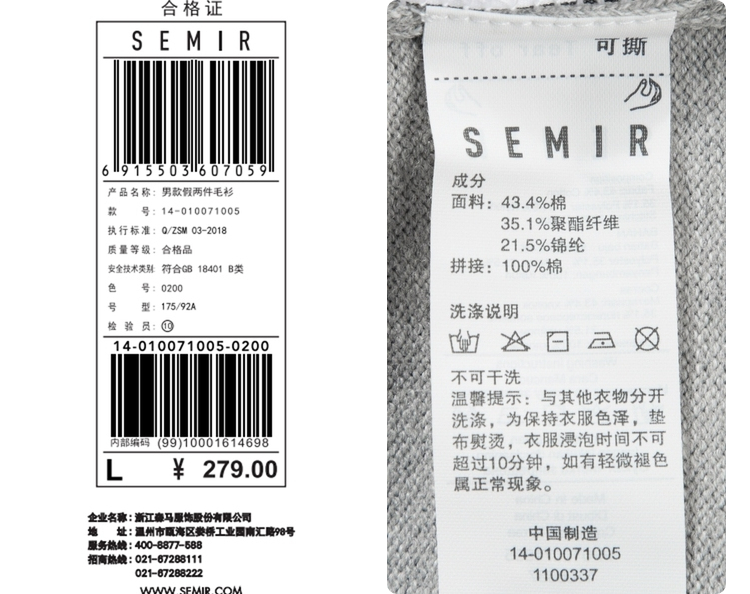 合格证
SEMIR
6 915503 607059
产品名称: 男款假两件毛衫
款 号: 14-010071005
执行标准: Q/ZSM 03-2018
质量等级: 合格品
安全技术类别: 符合GB 18401 B类
色 号: 0200
号 型: 175/92A
检 验 员: ⑩
14-010071005-0200
内部编码 (99)10001614698
L ¥ 279.00
企业名称: 浙江森马服饰股份有限公司
地 址: 温州市瓯海区娄桥工业园南汇路98号
服务热线: 400-8877-588
招商热线: 021-67288111
021-67288222
WWW.SEMIR.COM
可撕
SEMIR
成分
面料: 43.4%棉
35.1%聚酯纤维
21.5%锦纶
拼接: 100%棉
洗涤说明
不可干洗
温馨提示: 与其他衣物分开
洗涤, 为保持衣服色泽, 垫
布熨烫, 衣服浸泡时间不可
超过10分钟, 如有轻微褪色
属正常现象。
中国制造
14-010071005
1100337